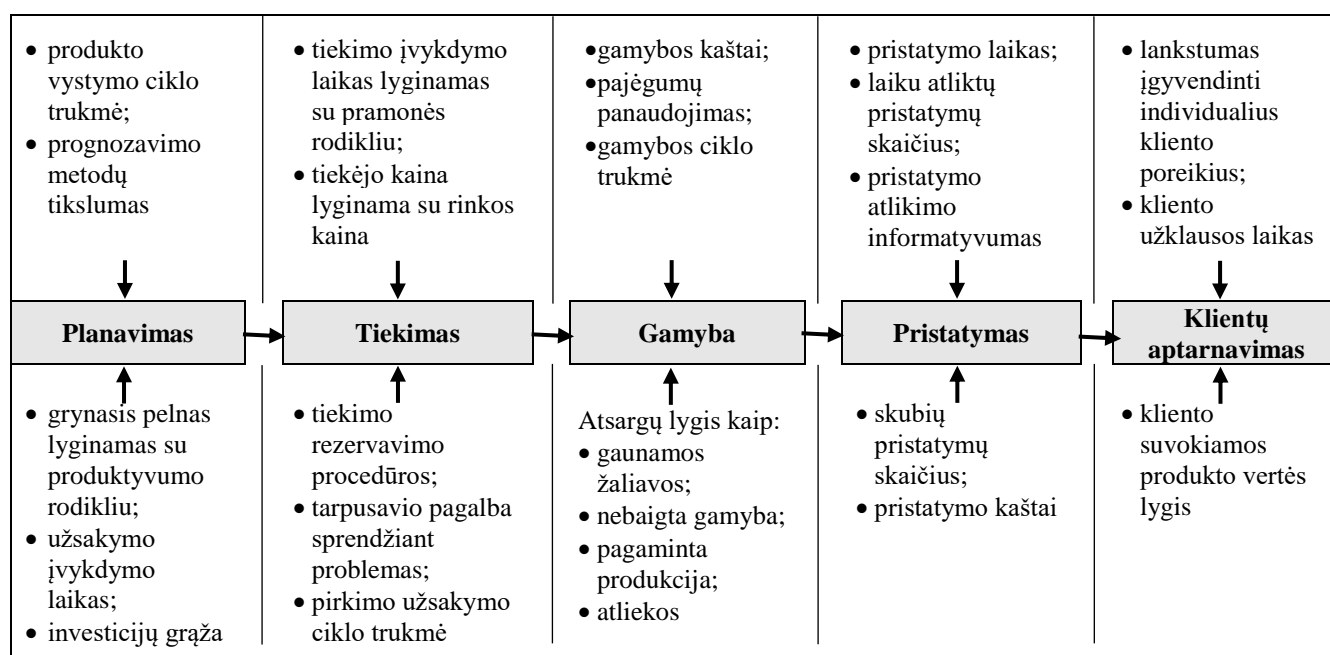 • produkto
vystymo ciklo
trukmė;
• prognozavimo
metodų
tikslumas
• tiekimo įvykdymo
laikas lyginamas
su pramonės
rodikliu;
• tiekėjo kaina
lyginama su rinkos
kaina
•gamybos kaštai;
•pajėgumų
panaudojimas;
•gamybos ciklo
trukmė
• pristatymo laikas;
• laiku atliktų
pristatymų
skaičius;
• pristatymo
atlikimo
informatyvumas
• lankstumas
įgyvendinti
individualius
kliento
poreikius;
• kliento
užklausos laikas
Planavimas
Tiekimas
Gamyba
Pristatymas
Klientų
aptarnavimas
• grynasis pelnas
lyginamas su
produktyvumo
rodikliu;
• užsakymo
įvykdymo
laikas;
• investicijų grąža
• tiekimo
rezervavimo
procedūros;
• tarpusavio pagalba
sprendžiant
problemas;
• pirkimo užsakymo
ciklo trukmė
Atsargų lygis kaip:
• gaunamos
žaliavos;
• nebaigta gamyba;
• pagaminta
produkcija;
• atliekos
• skubių
pristatymų
skaičius;
• pristatymo kaštai
• kliento
suvokiamos
produkto vertės
lygis